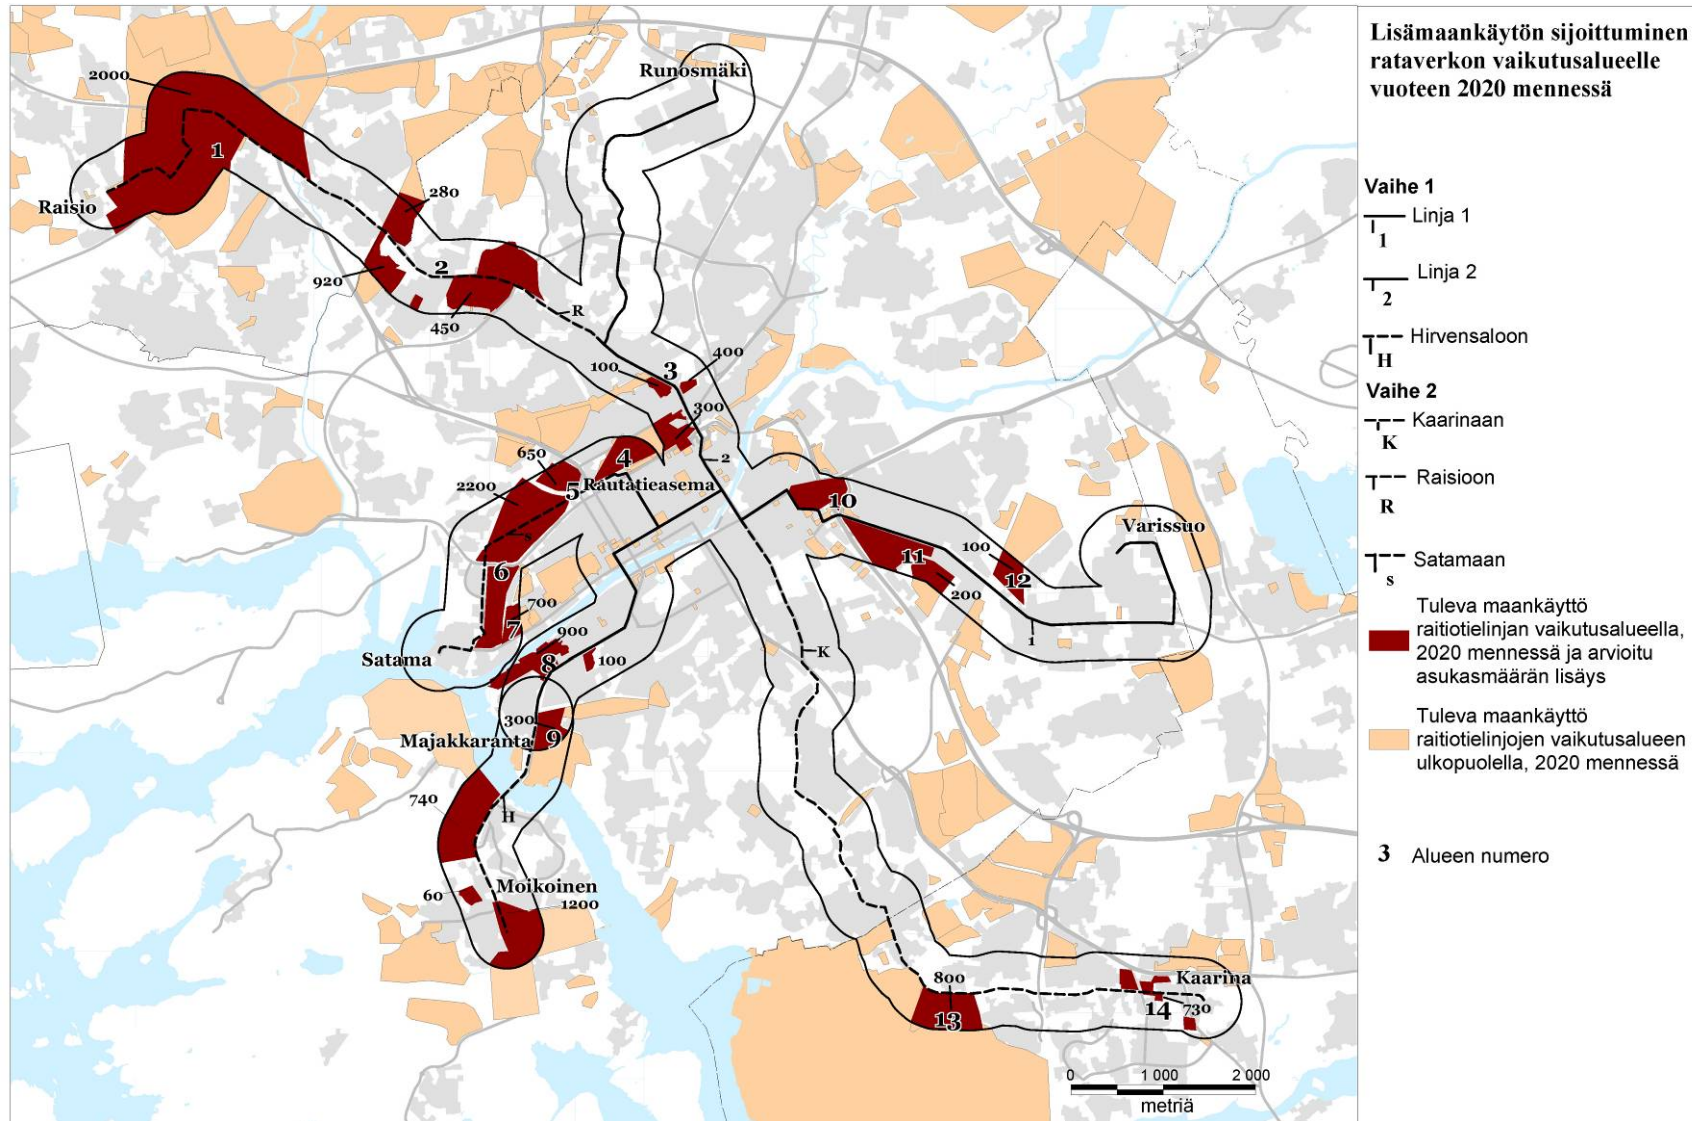 Lisämaankäytön sijoittuminen
rataverkon vaikutusalueelle
vuoteen 2020 mennessä
Vaihe 1
Linja 1
1
Linja 2
2
Hirvensaloon
H
Vaihe 2
Kaarinaan
K
Raisioon
R
Satamaan
s
Tuleva maankäyttö
raitiotielinjan vaikutusalueella,
2020 mennessä ja arvioitu
asukasmäärän lisäys
Tuleva maankäyttö
raitiotielinjojen vaikutusalueen
ulkopuolella, 2020 mennessä
3 Alueen numero
Runosmäki
2000
1
Raisio
280
2
920
450
R
3
400
100
300
4
2
650
5
Rautatieasema
2200
s
10
Varissuo
11
100
12
200
1
6
700
7
Satama
900
8
100
K
300
9
Majakkaranta
740
H
Moikoinen
60
1200
800
13
Kaarina
14
730
0 1 000 2 000
metriä